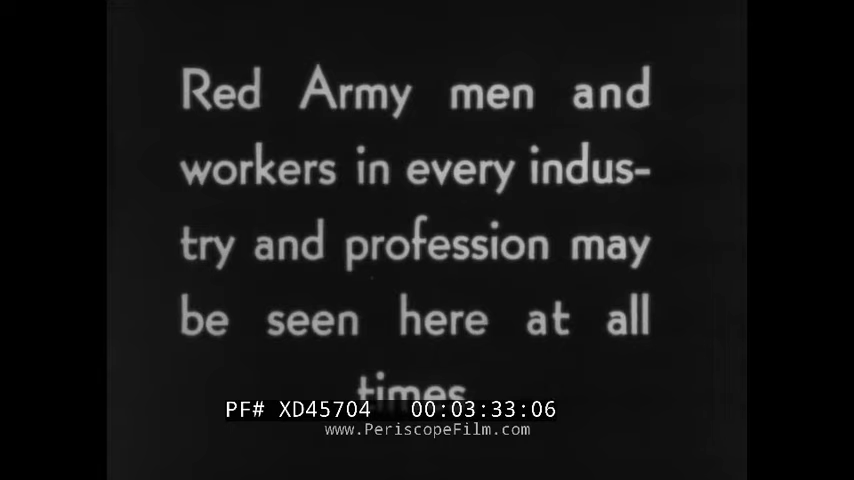 Red Army men and
workers in every indus-
try and profession may
be seen here at all
times
PF# XD45704 00:03:33:06
www.PeriscopeFilm.com